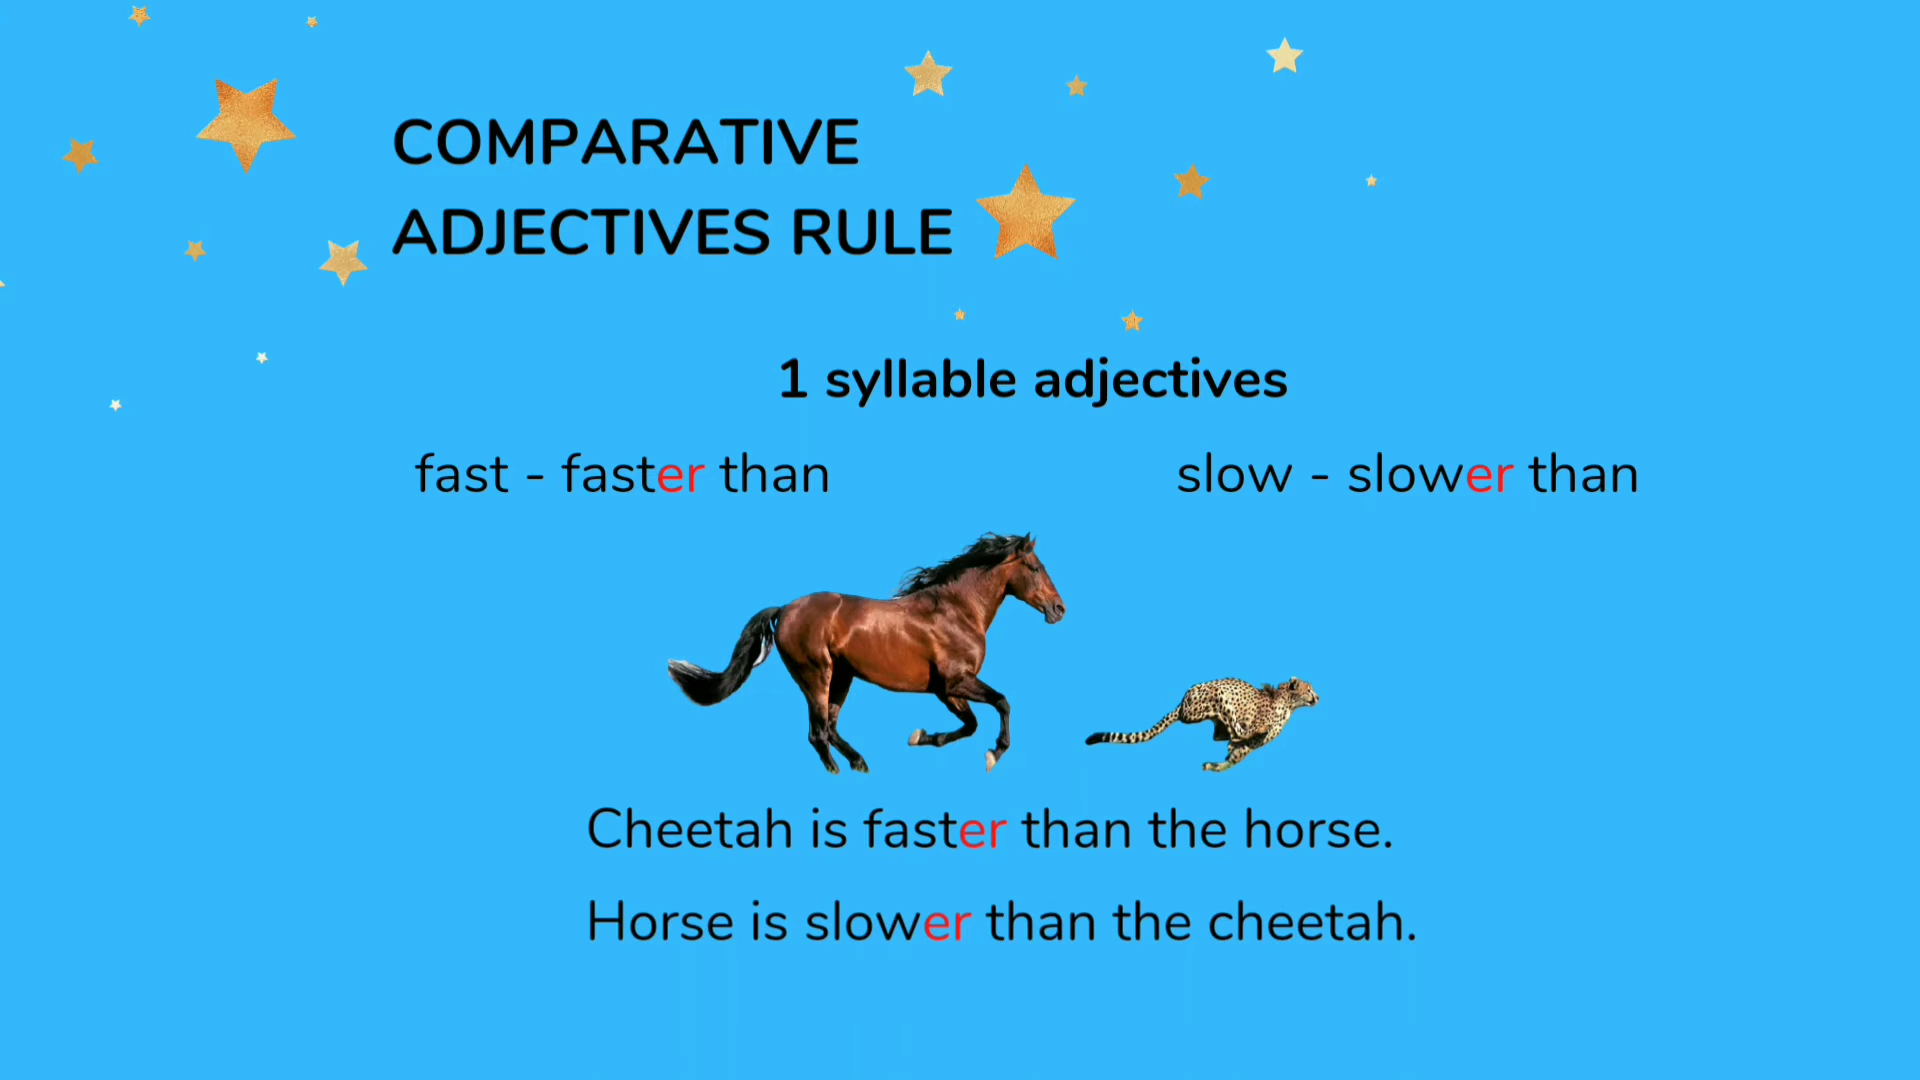 COMPARATIVE
ADJECTIVES RULE
1 syllable adjectives
fast - faster than
slow - slower than
Cheetah is faster than the horse.
Horse is slower than the cheetah.